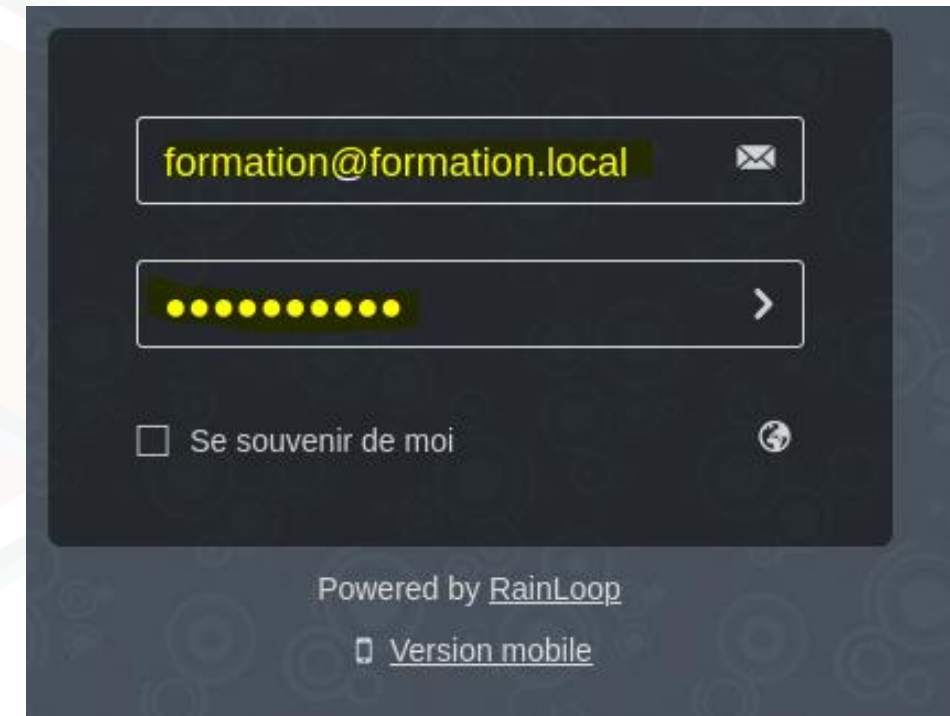 formation@formation.local
●●●●●●●●●●
Se souvenir de moi
Powered by RainLoop
Version mobile